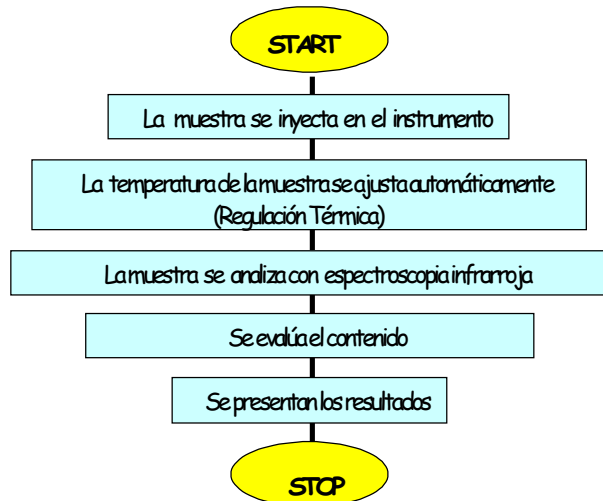 START
La muestra se inyecta en el instrumento
La temperatura de la muestra se ajusta automáticamente
(Regulación Térmica)
La muestra se analiza con espectroscopia infrarroja
Se evalúa el contenido
Se presentan los resultados
STOP